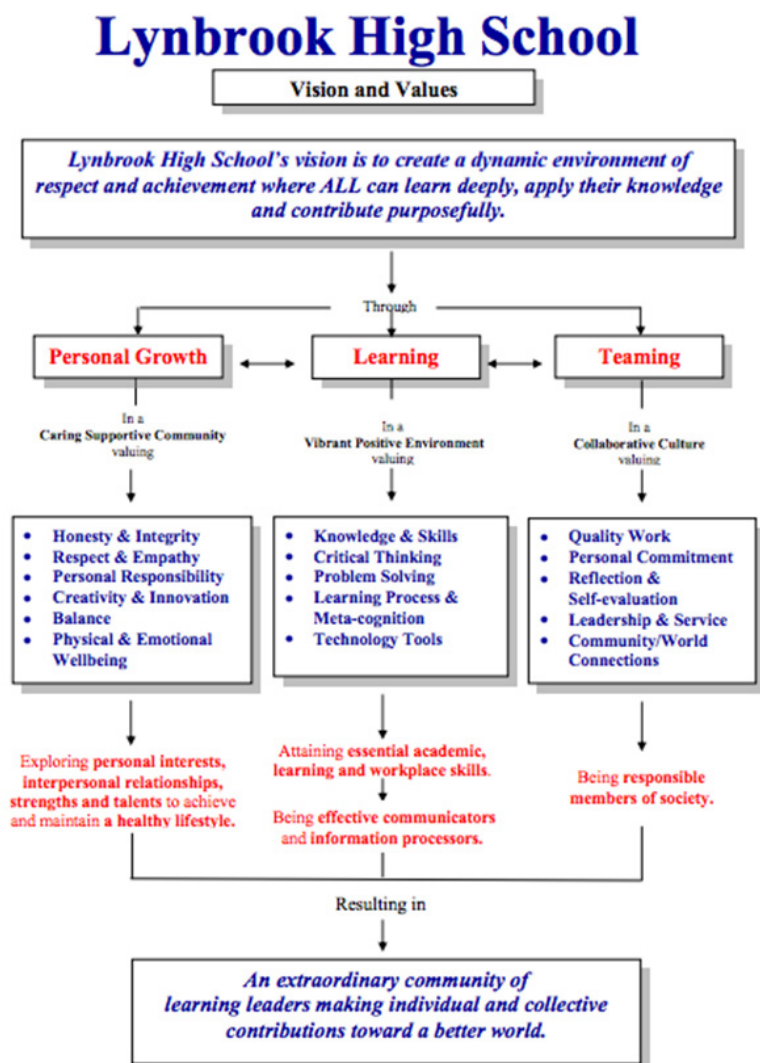 Lynbrook High School
Vision and Values
Lynbrook High School's vision is to create a dynamic environment of
respect and achievement where ALL can learn deeply, apply their knowledge
and contribute purposefully.
Through
Personal Growth
Learning
Teaming
In a
Caring Supportive Community
valuing
In a
Vibrant Positive Environment
valuing
In a
Collaborative Culture
valuing
• Honesty & Integrity
• Respect & Empathy
• Personal Responsibility
• Creativity & Innovation
• Balance
• Physical & Emotional
Wellbeing
• Knowledge & Skills
• Critical Thinking
• Problem Solving
• Learning Process &
Meta-cognition
• Technology Tools
• Quality Work
• Personal Commitment
• Reflection &
Self-evaluation
• Leadership & Service
• Community/World
Connections
Exploring personal interests,
interpersonal relationships,
strengths and talents to achieve
and maintain a healthy lifestyle.
Attaining essential academic,
learning and workplace skills.
Being effective communicators
and information processors.
Being responsible
members of society.
Resulting in
An extraordinary community of
learning leaders making individual and collective
contributions toward a better world.